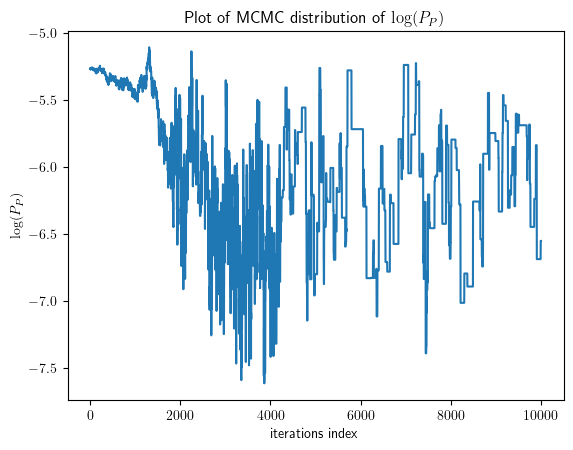 Plot of MCMC distribution of log(P_P)
−5.0
−5.5
−6.0
−6.5
−7.0
−7.5
log(P_P)
0 2000 4000 6000 8000 10000
iterations index